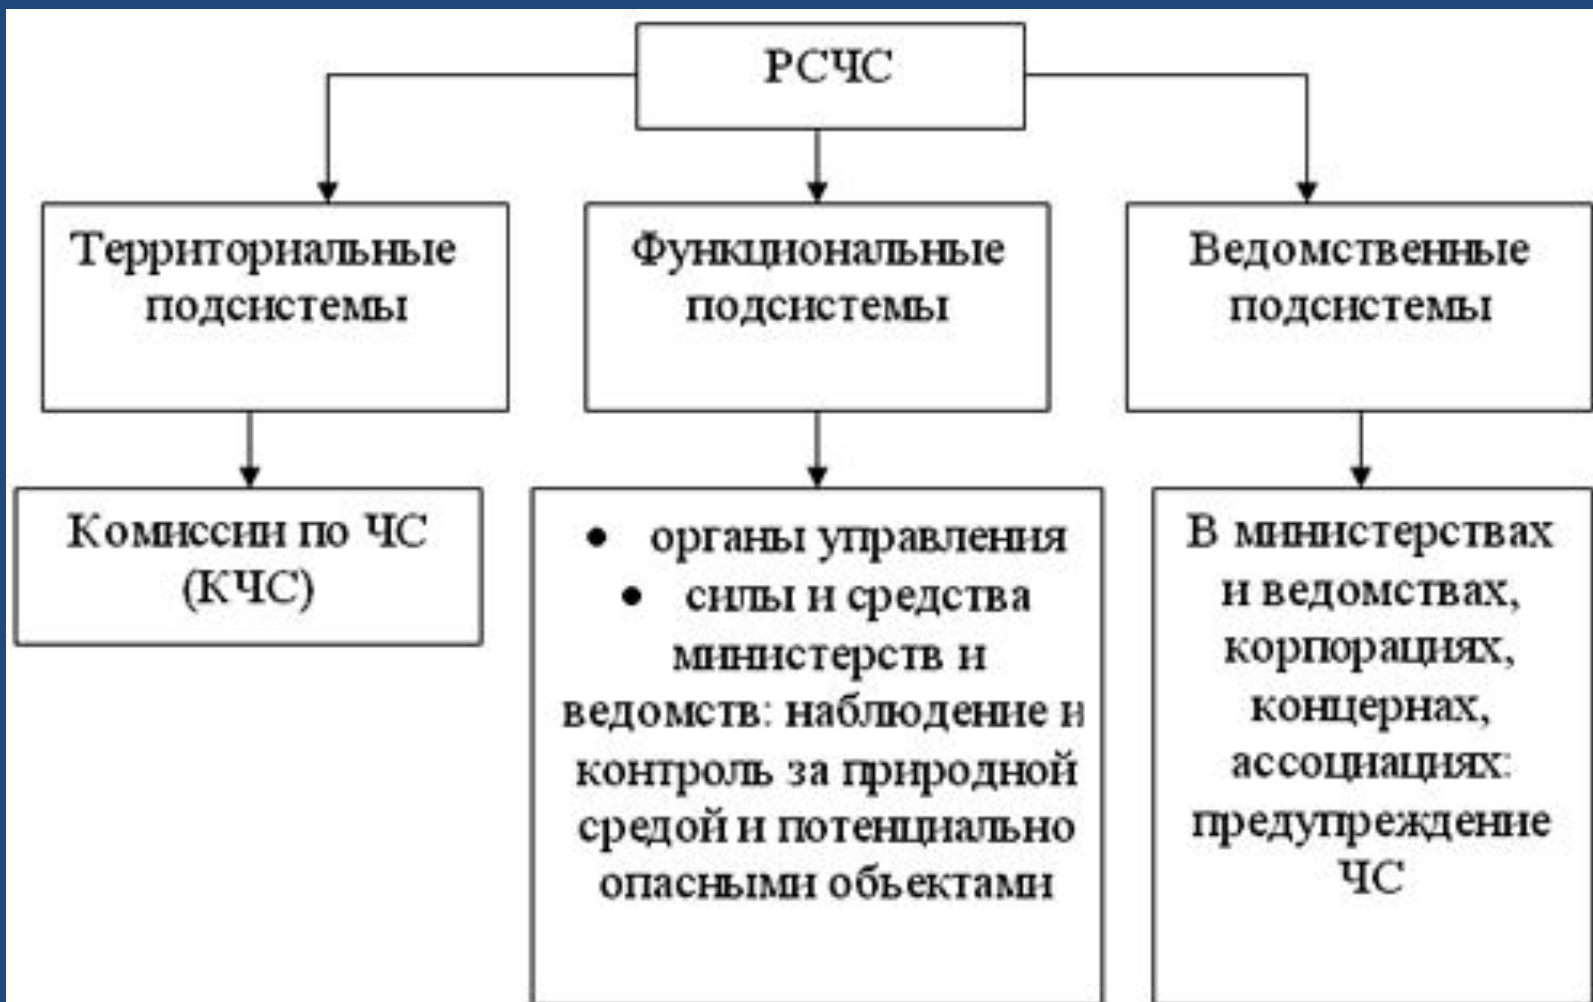 РСЧС
Территориальные
подсистемы
Функциональные
подсистемы
Ведомственные
подсистемы
Комиссии по ЧС
(КЧС)
• органы управления
• силы и средства
министерств и
ведомств: наблюдение и
контроль за природной
средой и потенциально
опасными обьектами
В министерствах
и ведомствах,
корпорациях,
концернах,
ассоциациях:
предупреждение
ЧС